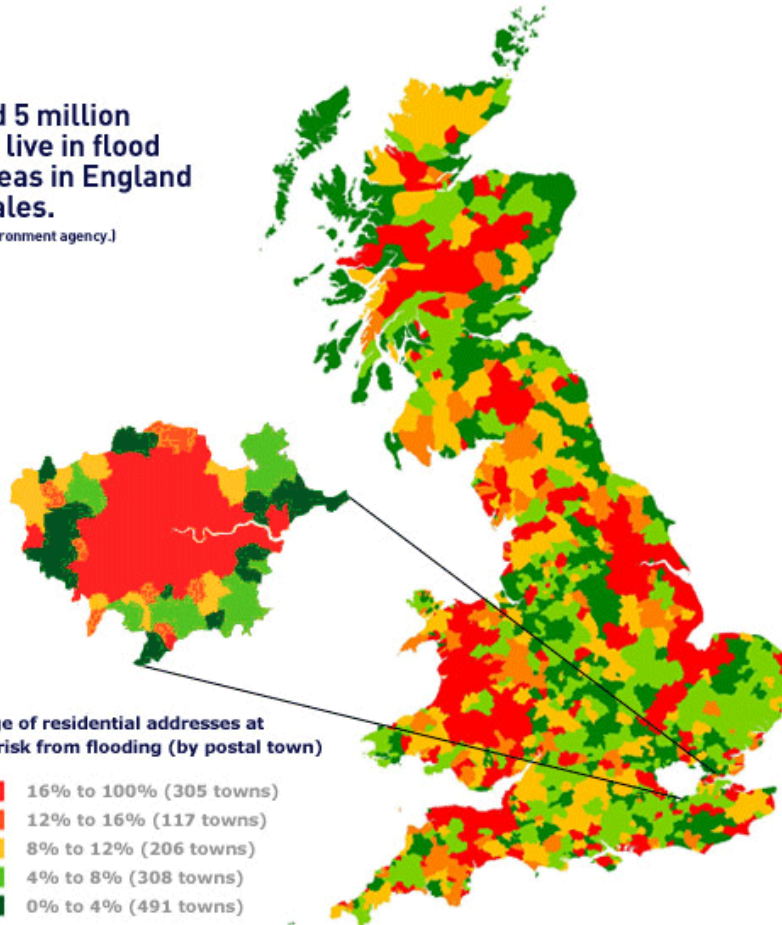 5 million
live in flood
eas in England
ales.
ronment agency.)
ge of residential addresses at
risk from flooding (by postal town)
16% to 100% (305 towns)
12% to 16% (117 towns)
8% to 12% (206 towns)
4% to 8% (308 towns)
0% to 4% (491 towns)